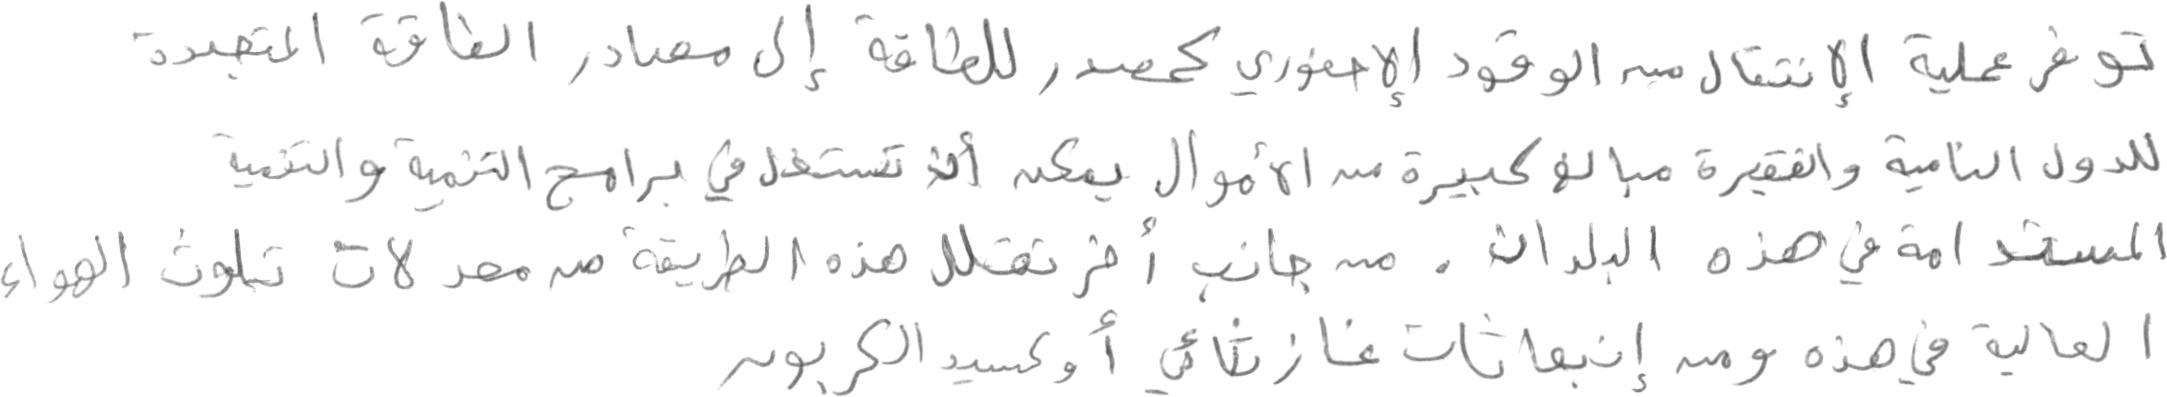 توفر عملية الإنتقال من الوقود الإحفوري كمصدر للطاقة إلى مصادر الطاقة المتجددة
للدول النامية والفقيرة مبالغ كبيرة من الأموال يمكن أن تستغل في برامج التنمية والتنمية
المستدامة في هذه البلدان . من جانب أخر تقلل هذه الطريقة من معدلات تلوث الهواء
العالية في هذه ومن إنبعاثات غاز ثنائي أوكسيد الكربون